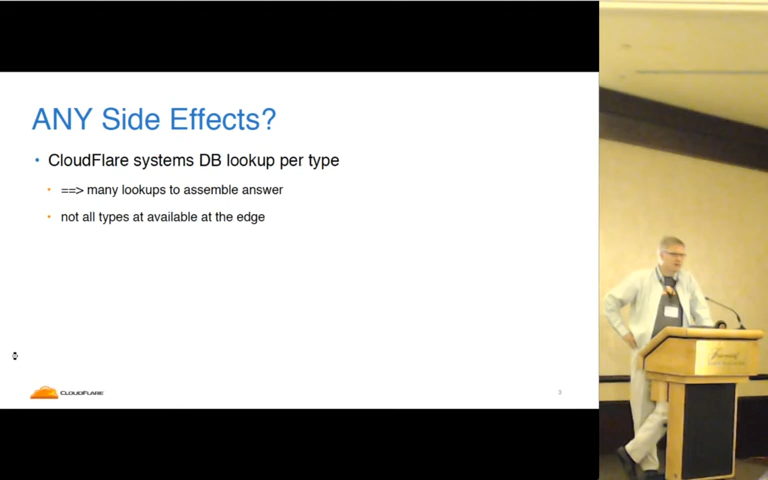 ANY Side Effects?
• CloudFlare systems DB lookup per type
• ==> many lookups to assemble answer
• not all types at available at the edge
CLOUDFLARE
3
Fairmont